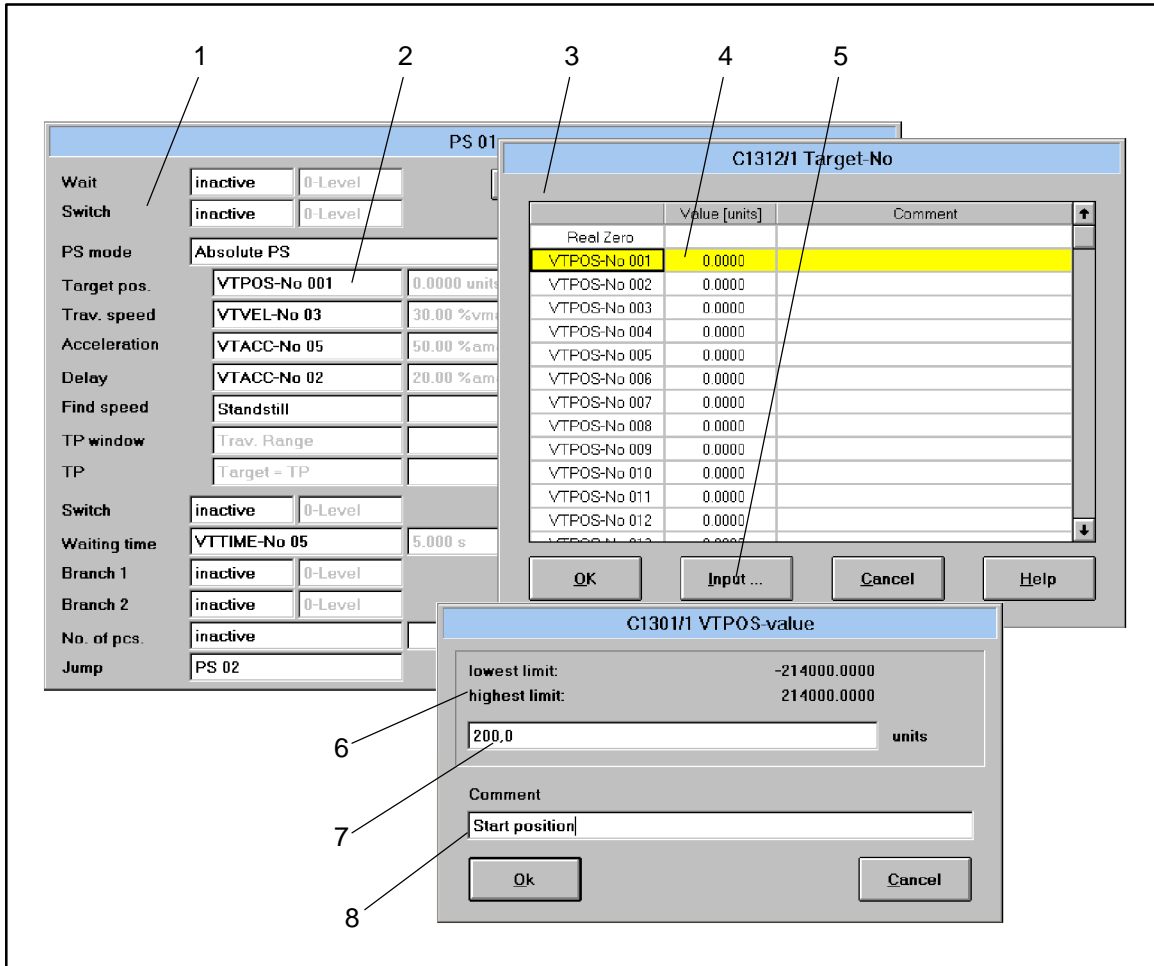 1 2 3 4 5
PS 01
Wait inactive 0-Level
Switch inactive 0-Level
PS mode Absolute PS
Target pos. VTPOS-No 001 0.0000 units
Trav. speed VTVEL-No 03 30.00 %vm
Acceleration VTACC-No 05 50.00 %am
Delay VTACC-No 02 20.00 %am
Find speed Standstill
TP window Trav. Range
TP Target = TP
Switch inactive 0-Level
Waiting time VTTIME-No 05 5.000 s
Branch 1 inactive 0-Level
Branch 2 inactive 0-Level
No. of pcs. inactive
Jump PS 02
C1312/1 Target-No
Value [units] Comment
Real Zero
VTPOS-No 001 0.0000
VTPOS-No 002 0.0000
VTPOS-No 003 0.0000
VTPOS-No 004 0.0000
VTPOS-No 005 0.0000
VTPOS-No 006 0.0000
VTPOS-No 007 0.0000
VTPOS-No 008 0.0000
VTPOS-No 009 0.0000
VTPOS-No 010 0.0000
VTPOS-No 011 0.0000
VTPOS-No 012 0.0000
OK Input ... Cancel Help
C1301/1 VTPOS-value
lowest limit: -214000.0000
highest limit: 214000.0000
200,0 units
Comment
Start position
Ok Cancel
6
7
8